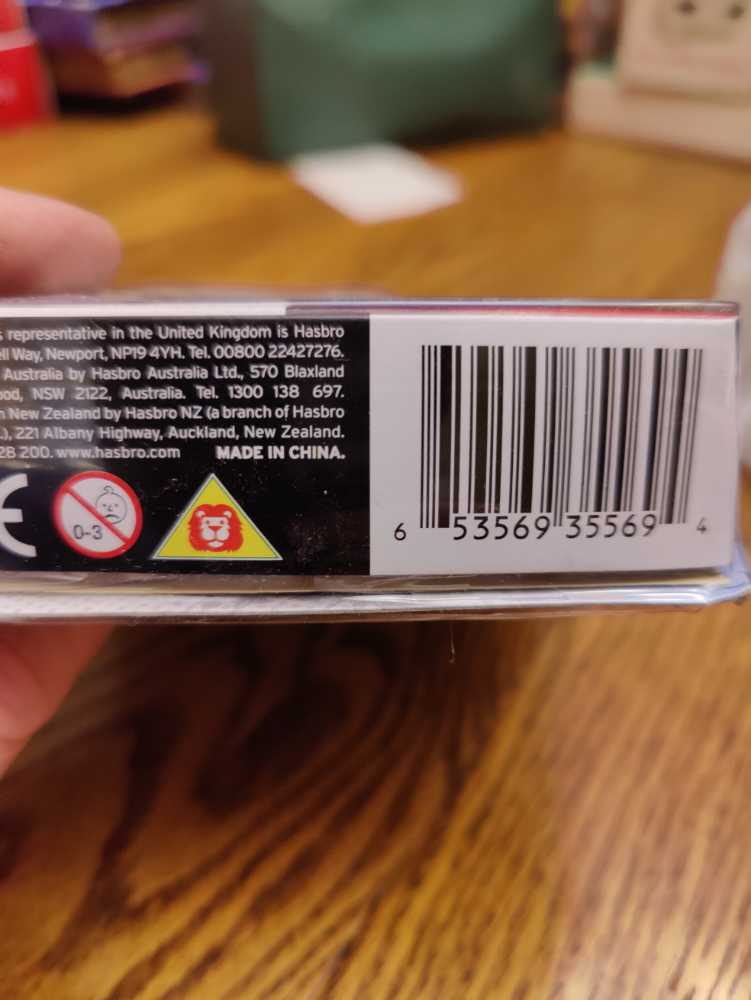 representative in the United Kingdom is Hasbro
Way, Newport, NP19 4YH. Tel. 00800 22427276.
Australia by Hasbro Australia Ltd., 570 Blaxland
NSW 2122, Australia. Tel. 1300 138 697.
New Zealand by Hasbro NZ (a branch of Hasbro
221 Albany Highway, Auckland, New Zealand.
200. www.hasbro.com MADE IN CHINA.
0-3
6 53569 35569 4